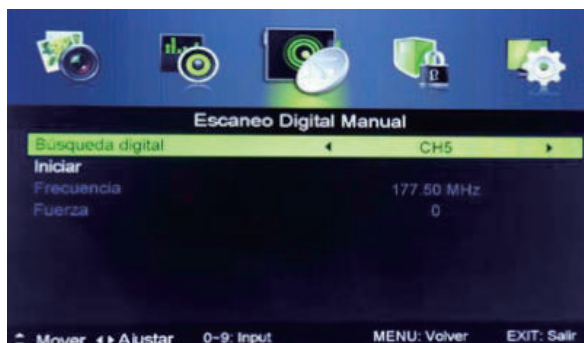 Escaneo Digital Manual
Búsqueda digital CH5
Iniciar
Frecuencia 177.50 MHz
Fuerza 0
Mover Ajustar 0-9: Input MENU: Volver EXIT: Salir